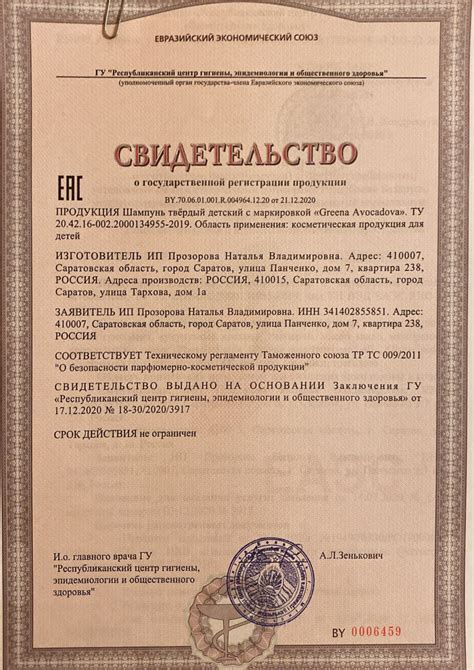 ЕВРАЗИЙСКИЙ ЭКОНОМИЧЕСКИЙ СОЮЗ
ГУ "Республиканский центр гигиены, эпидемиологии и общественного здоровья"
(уполномоченный орган государства-члена Евразийского экономического союза)
СВИДЕТЕЛЬСТВО
о государственной регистрации продукции
ЕАС
BY.70.06.01.001.R.004964.12.20 от 21.12.2020
ПРОДУКЦИЯ Шампунь твёрдый детский с маркировкой «Greena Avocadova». ТУ
20.42.16-002.2000134955-2019. Область применения: косметическая продукция для
детей
ИЗГОТОВИТЕЛЬ ИП Прозорова Наталья Владимировна. Адрес: 410007,
Саратовская область, город Саратов, улица Панченко, дом 7, квартира 238,
РОССИЯ. Адреса производств: РОССИЯ, 410015, Саратовская область, город
Саратов, улица Тархова, дом 1а
ЗАЯВИТЕЛЬ ИП Прозорова Наталья Владимировна. ИНН 341402855851. Адрес:
410007, Саратовская область, город Саратов, улица Панченко, дом 7, квартира 238,
РОССИЯ
СООТВЕТСТВУЕТ Техническому регламенту Таможенного союза ТР ТС 009/2011
"О безопасности парфюмерно-косметической продукции"
СВИДЕТЕЛЬСТВО ВЫДАНО НА ОСНОВАНИИ Заключения ГУ
«Республиканский центр гигиены, эпидемиологии и общественного здоровья» от
17.12.2020 № 18-30/2020/3917
СРОК ДЕЙСТВИЯ не ограничен
И.о. главного врача ГУ
"Республиканский центр гигиены,
эпидемиологии и общественного
здоровья"
А.Л.Зенькович
BY 0006459